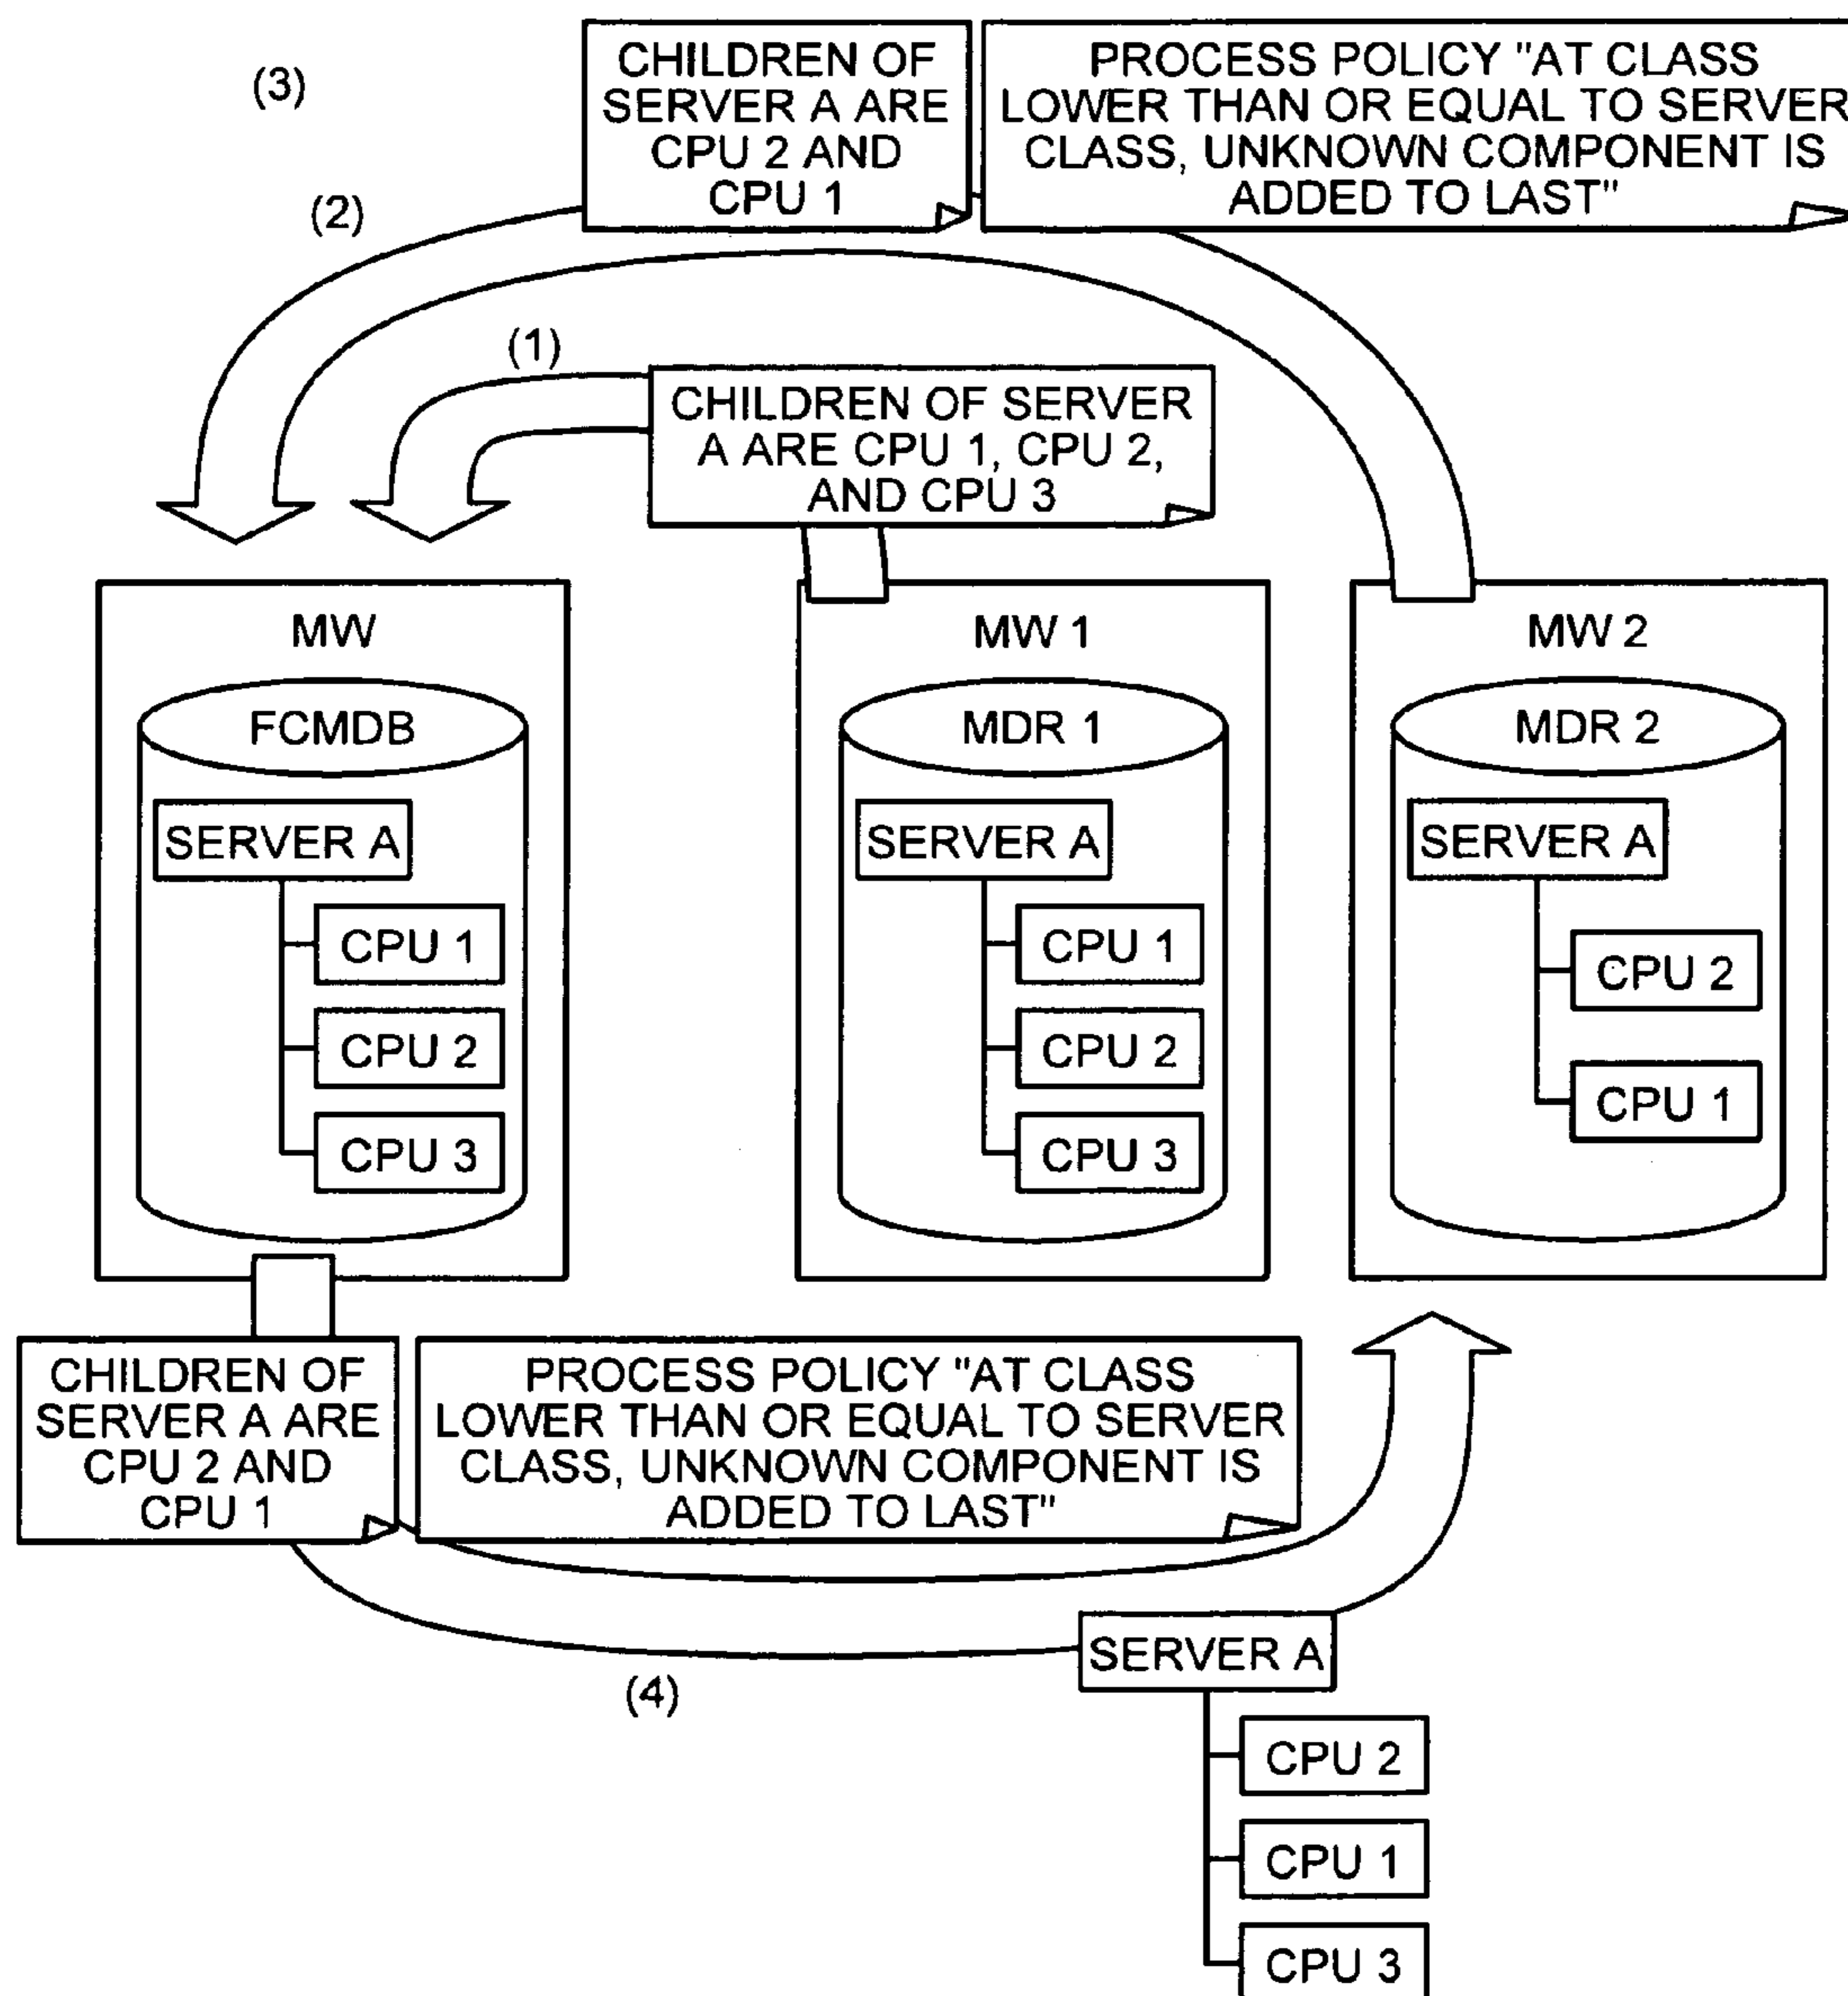 (3)
CHILDREN OF
SERVER A ARE
CPU 2 AND
CPU 1
PROCESS POLICY "AT CLASS
LOWER THAN OR EQUAL TO SERVER
CLASS, UNKNOWN COMPONENT IS
ADDED TO LAST"
(2)
(1)
CHILDREN OF SERVER
A ARE CPU 1, CPU 2,
AND CPU 3
MW
FCMDB
SERVER A
CPU 1
CPU 2
CPU 3
MW 1
MDR 1
SERVER A
CPU 1
CPU 2
CPU 3
MW 2
MDR 2
SERVER A
CPU 2
CPU 1
CHILDREN OF
SERVER A ARE
CPU 2 AND
CPU 1
PROCESS POLICY "AT CLASS
LOWER THAN OR EQUAL TO SERVER
CLASS, UNKNOWN COMPONENT IS
ADDED TO LAST"
(4)
SERVER A
CPU 2
CPU 1
CPU 3